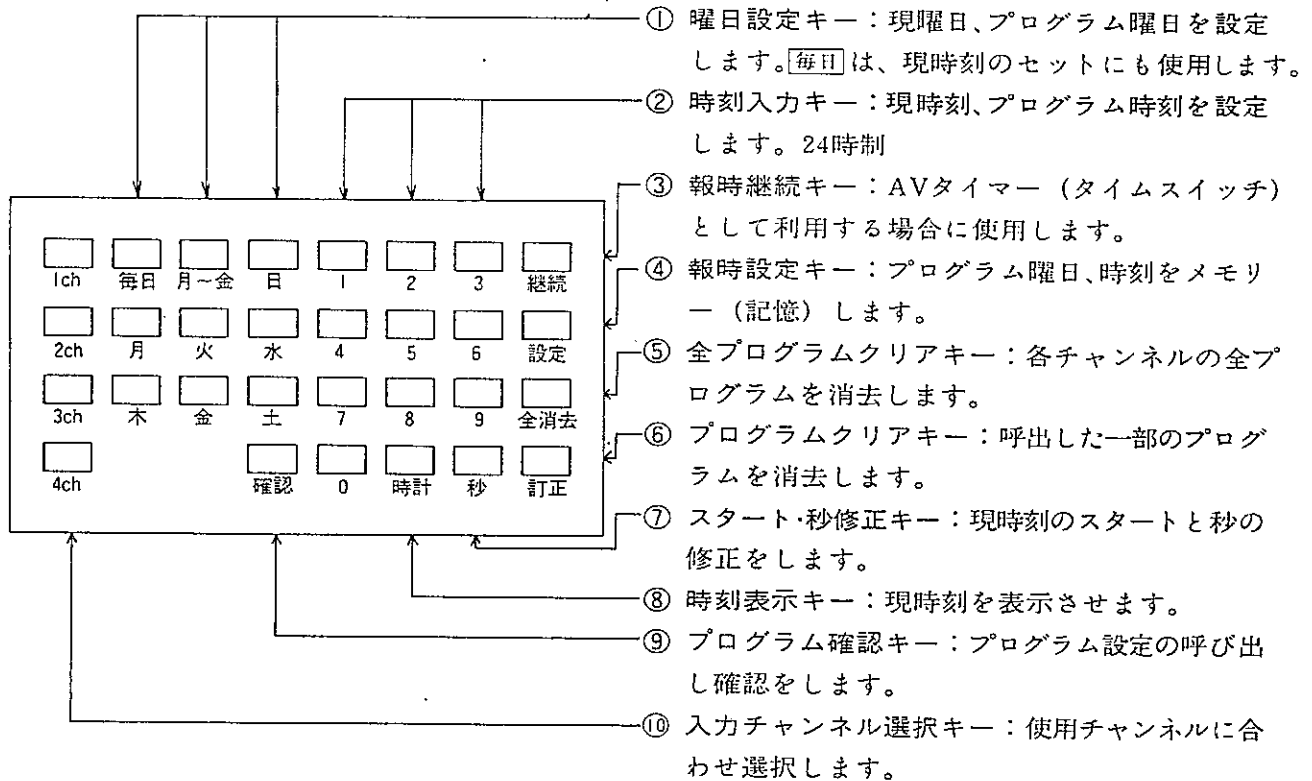 ① 曜日設定キー：現曜日、プログラム曜日を設定
します。毎日は、現時刻のセットにも使用します。
② 時刻入力キー：現時刻、プログラム時刻を設定
します。24時制
③ 報時継続キー：AVタイマー（タイムスイッチ）
として利用する場合に使用します。
④ 報時設定キー：プログラム曜日、時刻をメモリ
ー（記憶）します。
⑤ 全プログラムクリアキー：各チャンネルの全プ
ログラムを消去します。
⑥ プログラムクリアキー：呼出した一部のプログ
ラムを消去します。
⑦ スタート・秒修正キー：現時刻のスタートと秒の
修正をします。
⑧ 時刻表示キー：現時刻を表示させます。
⑨ プログラム確認キー：プログラム設定の呼び出
し確認をします。
⑩ 入力チャンネル選択キー：使用チャンネルに合
わせ選択します。
1ch 毎日 月～金 日 1 2 3 継続
2ch 月 火 水 4 5 6 設定
3ch 木 金 土 7 8 9 全消去
4ch 確認 0 時計 秒 訂正